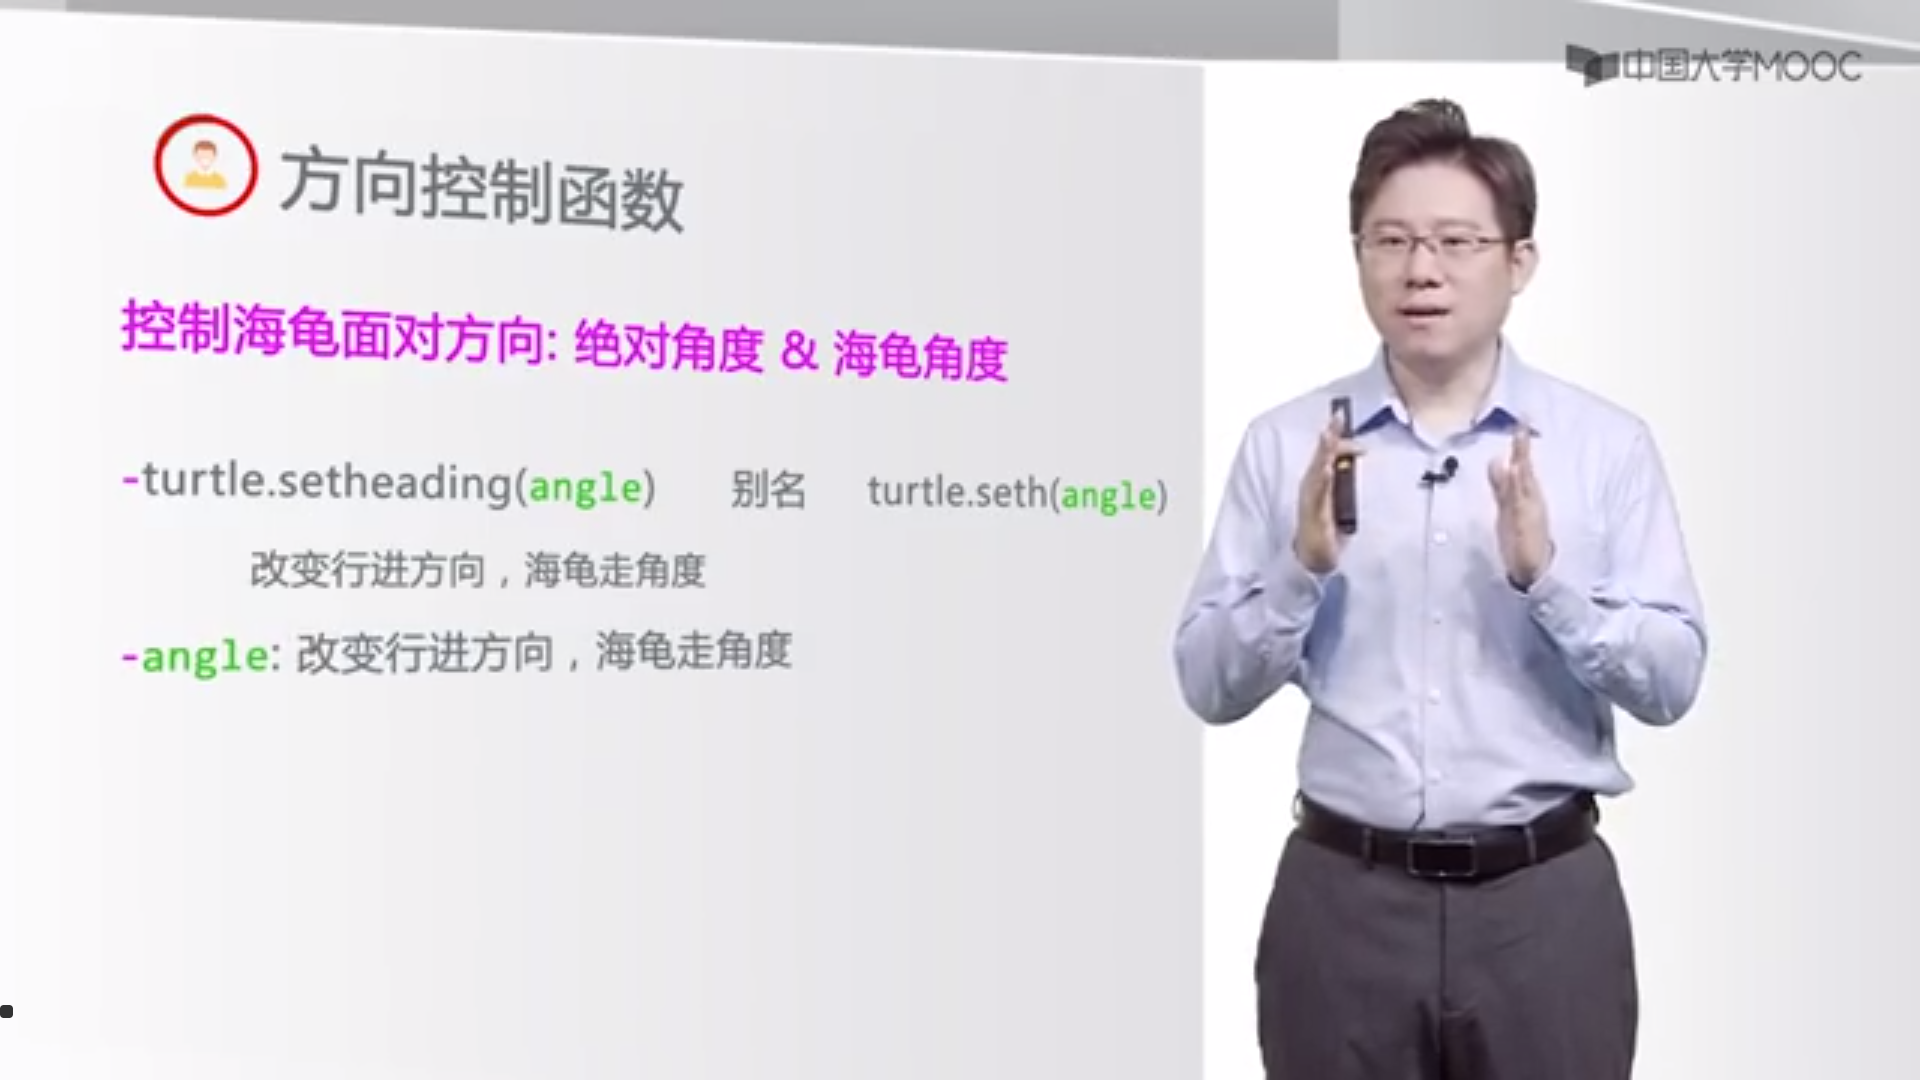 中国大学MOOC
方向控制函数
控制海龟面对方向: 绝对角度 & 海龟角度
-turtle.setheading(angle) 别名 turtle.seth(angle)
改变行进方向，海龟走角度
-angle: 改变行进方向，海龟走角度